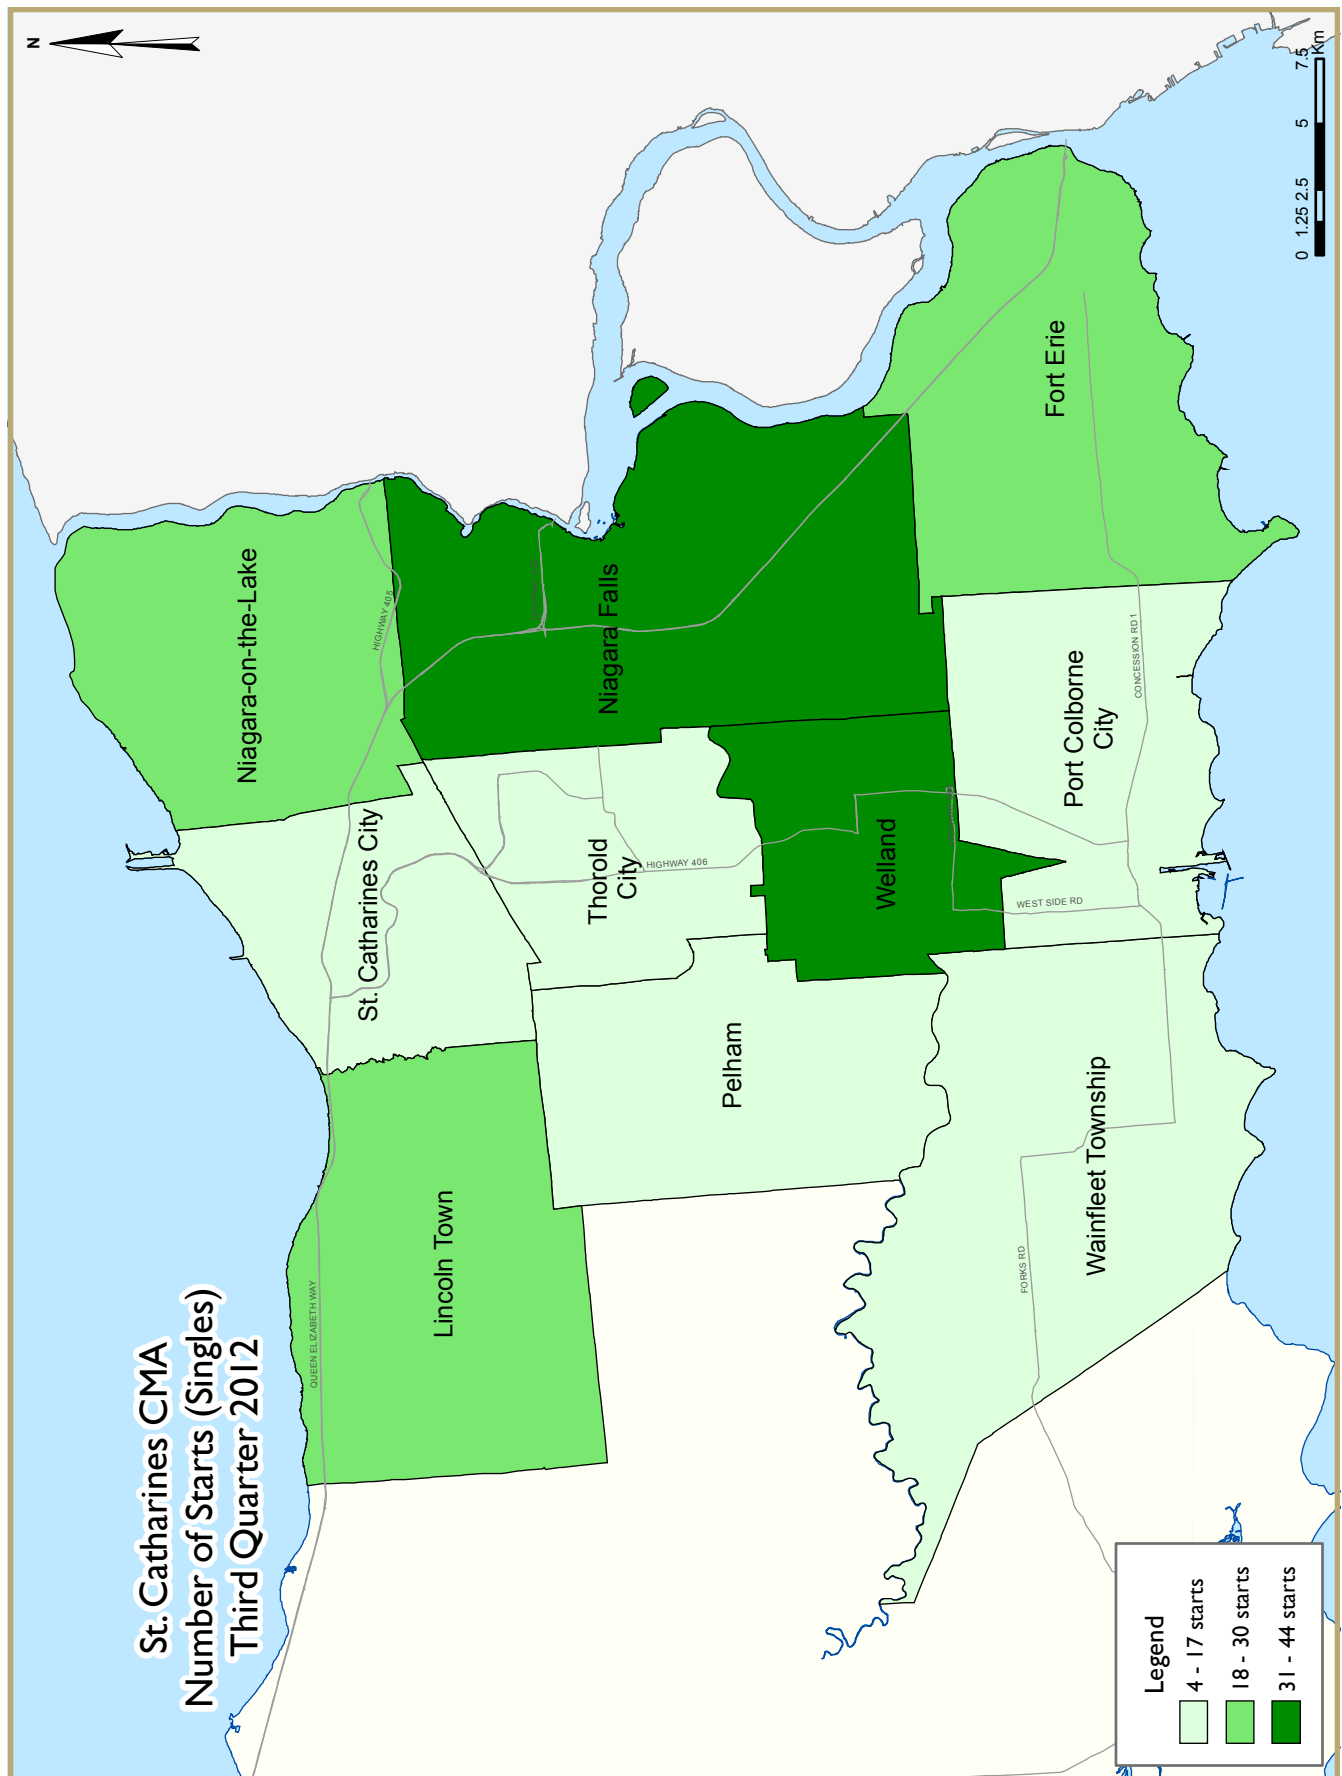 St. Catharines CMA
Number of Starts (Singles)
Third Quarter 2012
N
Niagara-on-the-Lake
HIGHWAY 405
QUEEN ELIZABETH WAY
Lincoln Town
St. Catharines City
Niagara Falls
Thorold
City
HIGHWAY 406
Pelham
Welland
WEST SIDE RD
Port Colborne
City
CONCESSION RD 1
Fort Erie
Wainfleet Township
FORKS RD
Legend
4 - 17 starts
18 - 30 starts
31 - 44 starts
0 1.25 2.5 5 7.5
Km